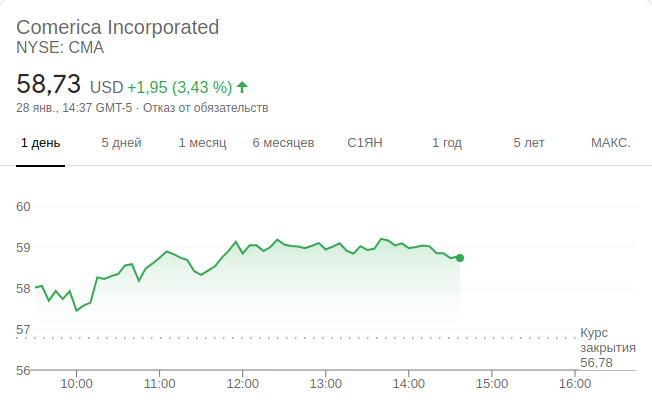 Comerica Incorporated
NYSE: CMA
58,73 USD +1,95 (3,43 %)
28 янв., 14:37 GMT-5 · Отказ от обязательств
1 день 5 дней 1 месяц 6 месяцев С1ЯН 1 год 5 лет МАКС.
60
59
58
57
Курс
закрытия
56,78
56
10:00 11:00 12:00 13:00 14:00 15:00 16:00